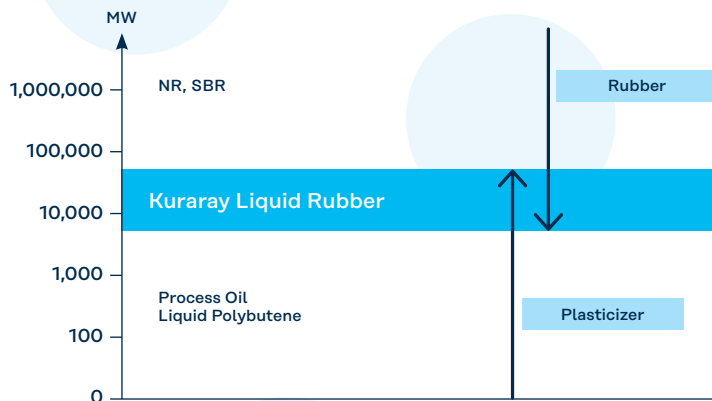 MW
1,000,000
NR, SBR
Rubber
100,000
Kuraray Liquid Rubber
10,000
1,000
Process Oil
Liquid Polybutene
Plasticizer
100
0